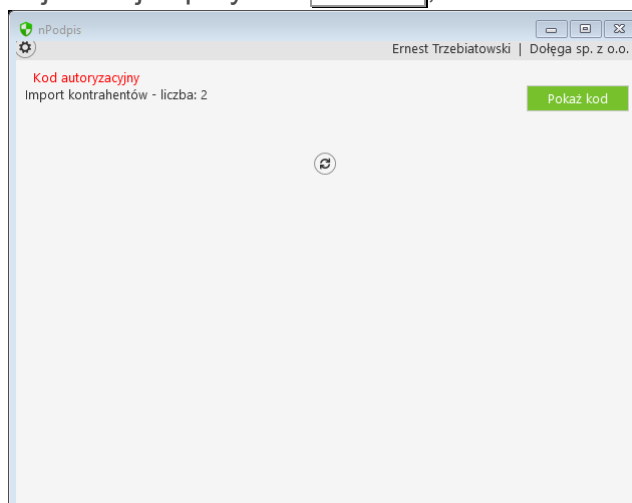 nPodpis
Ernest Trzebiatowski | Dołęga sp. z o.o.
Kod autoryzacyjny
Import kontrahentów - liczba: 2
Pokaż kod